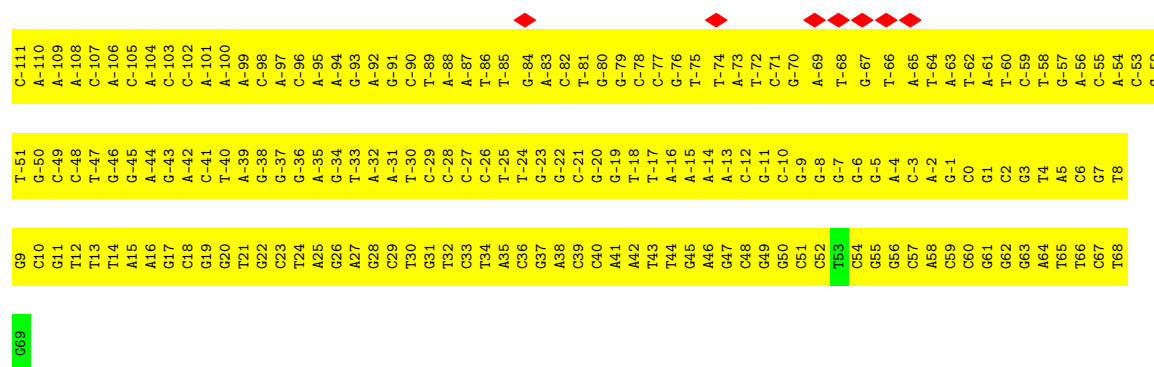 C-111 A-110 A-109 A-108 C-107 A-106 C-105 A-104 C-103 C-102 A-101 A-100 A-99 C-98 A-97 C-96 A-95 A-94 G-93 A-92 G-91 C-90 T-89 A-88 A-87 T-86 T-85 G-84 A-83 C-82 T-81 G-80 G-79 C-78 C-77 G-76 T-75 T-74 A-73 T-72 C-71 G-70 A-69 T-68 G-67 T-66 A-65 T-64 A-63 T-62 A-61 T-60 C-59 T-58 G-57 A-56 C-55 A-54 C-53
T-51 G-50 C-49 C-48 T-47 G-46 G-45 A-44 G-43 A-42 C-41 T-40 A-39 G-38 G-37 G-36 A-35 G-34 T-33 A-32 A-31 T-30 C-29 C-28 C-27 C-26 T-25 T-24 G-23 G-22 C-21 G-20 G-19 T-18 T-17 A-16 A-15 A-14 A-13 C-12 G-11 C-10 G-9 G-8 G-7 G-6 G-5 A-4 C-3 A-2 G-1 C0 G1 C2 G3 T4 A5 C6 G7 T8
G9 C10 G11 T12 T13 T14 A15 A16 G17 C18 G19 G20 T21 G22 C23 T24 A25 G26 A27 G28 C29 T30 G31 T32 C33 T34 A35 C36 G37 A38 C39 C40 A41 A42 T43 T44 G45 A46 G47 C48 G49 G50 C51 C52 T53 C54 G55 G56 C57 A58 C59 C60 G61 G62 G63 A64 T65 T66 C67 T68
G69